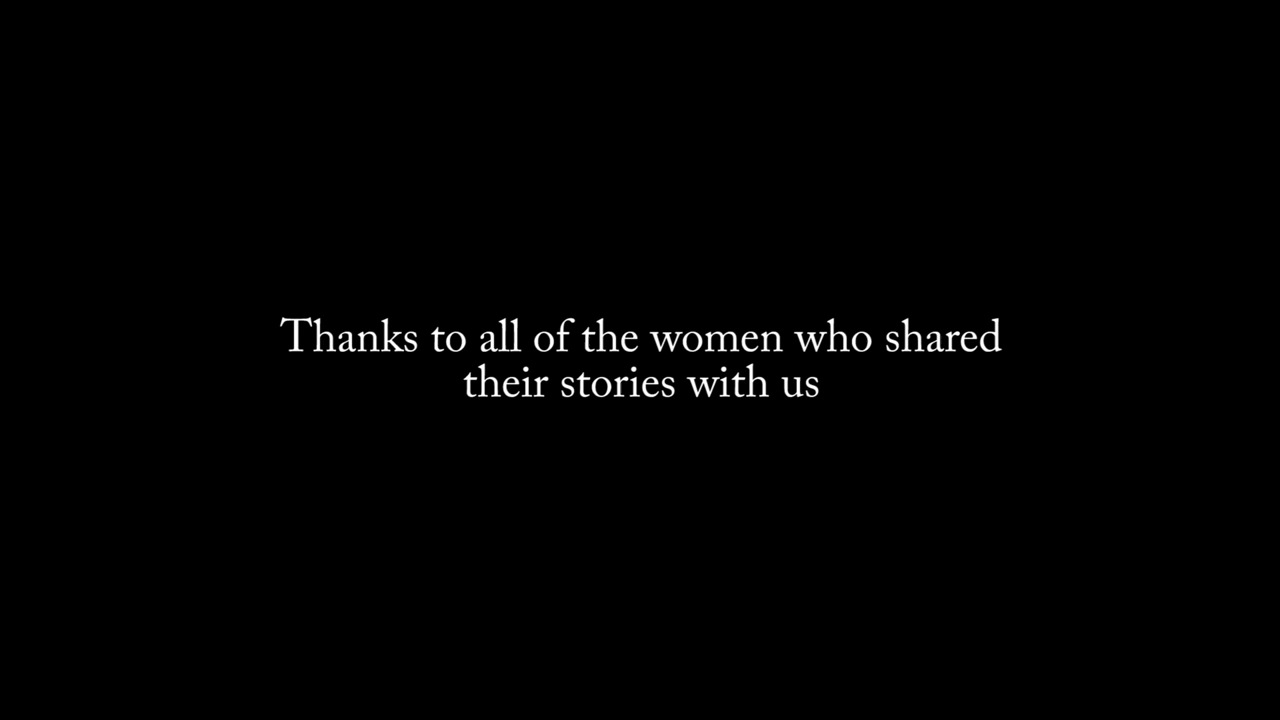 Thanks to all of the women who shared
their stories with us